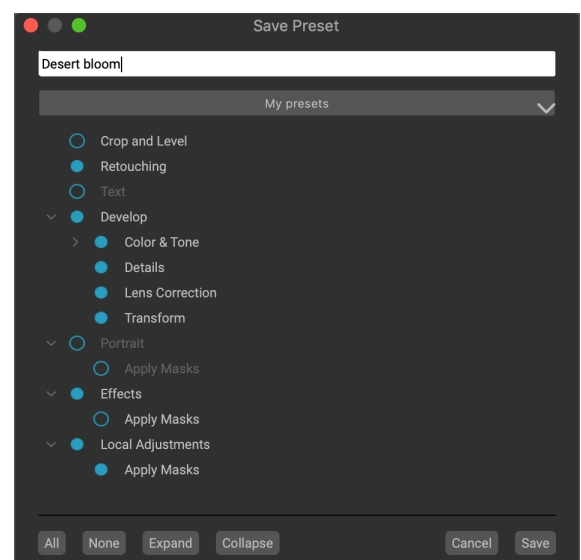 Save Preset
Desert bloom
My presets
Crop and Level
Retouching
Text
Develop
Color & Tone
Details
Lens Correction
Transform
Portrait
Apply Masks
Effects
Apply Masks
Local Adjustments
Apply Masks
All None Expand Collapse Cancel Save